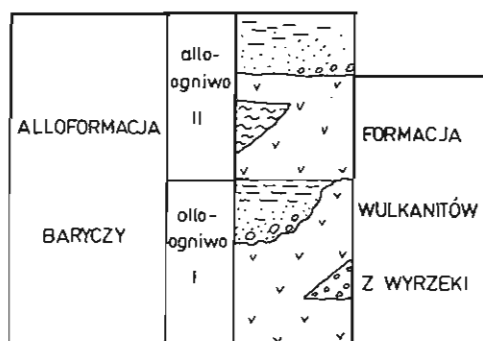 ALLOFORMACJA
BARYCZY
allo-
ogniwo
II
allo-
ogniwo
I
FORMACJA
WULKANITÓW
Z WYRZEKI